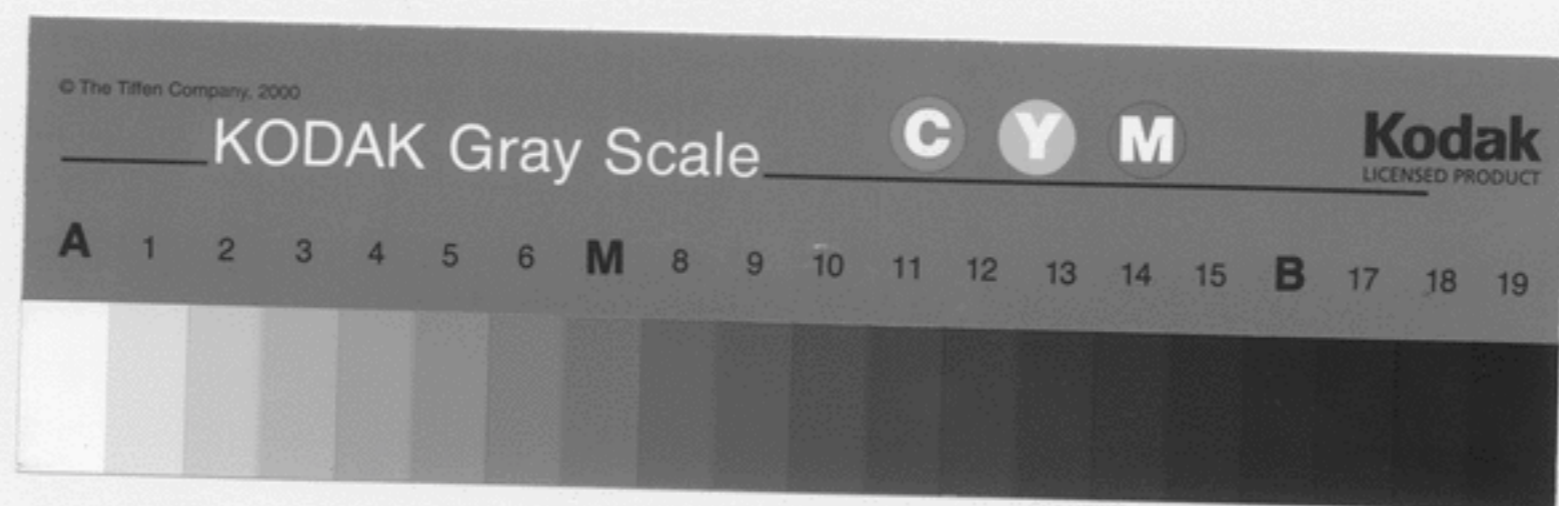 © The Tiffen Company, 2000
KODAK Gray Scale
C Y M
Kodak
LICENSED PRODUCT
A 1 2 3 4 5 6 M 8 9 10 11 12 13 14 15 B 17 18 19